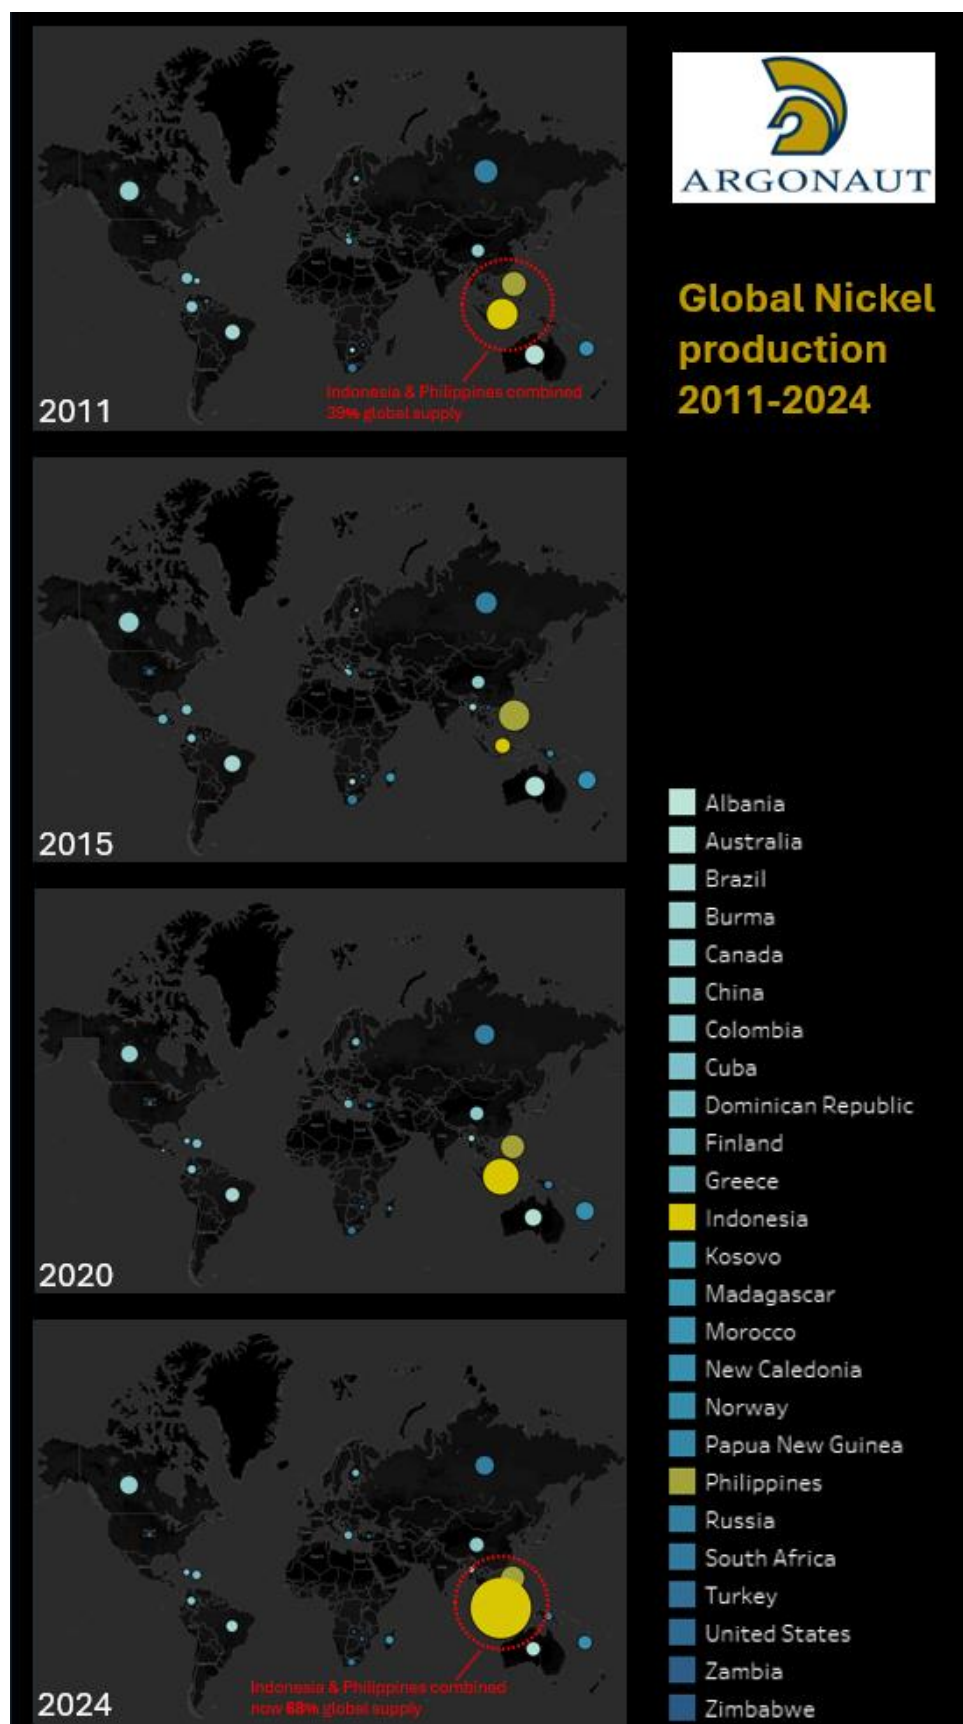 ARGONAUT
Global Nickel
production
2011-2024
Indonesia & Philippines combined
39% global supply
2011
2015
2020
Indonesia & Philippines combined
now 68% global supply
2024
Albania
Australia
Brazil
Burma
Canada
China
Colombia
Cuba
Dominican Republic
Finland
Greece
Indonesia
Kosovo
Madagascar
Morocco
New Caledonia
Norway
Papua New Guinea
Philippines
Russia
South Africa
Turkey
United States
Zambia
Zimbabwe